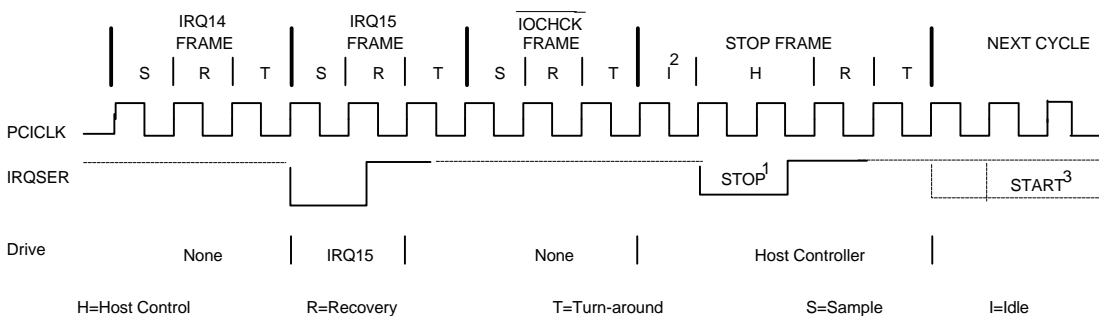 IRQ14 IRQ15 IOCHCK
FRAME FRAME FRAME STOP FRAME NEXT CYCLE
S R T S R T S R T I2 H R T
PCICLK
IRQSER STOP1 START3
Drive None IRQ15 None Host Controller
H=Host Control R=Recovery T=Turn-around S=Sample I=Idle